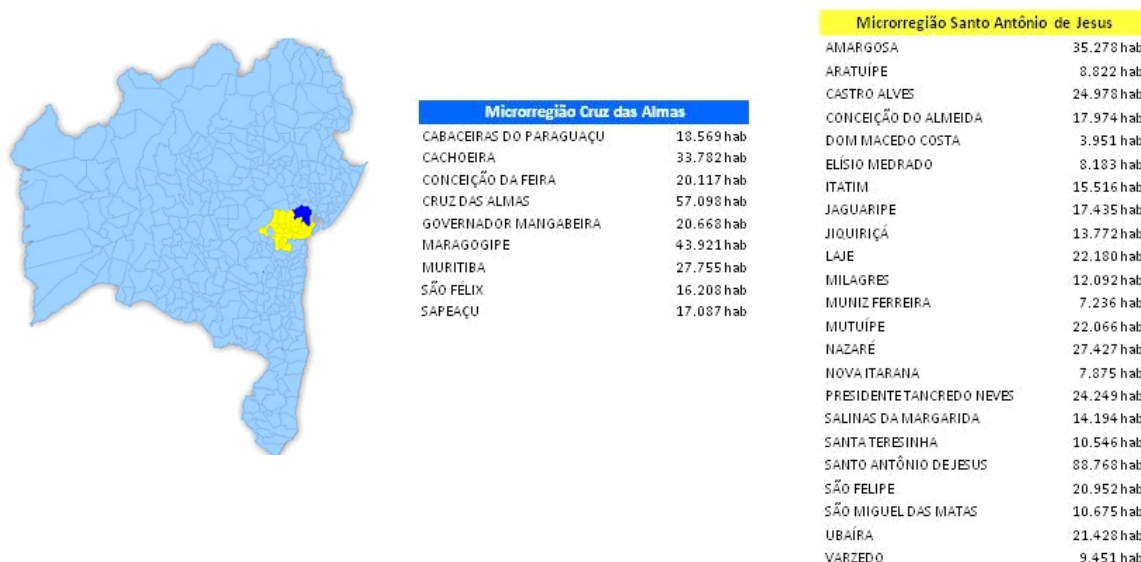 Microrregião Cruz das Almas
CABACEIRAS DO PARAGUAÇU 18.569 hab
CACHOEIRA 33.782 hab
CONCEIÇÃO DA FEIRA 20.117 hab
CRUZ DAS ALMAS 57.098 hab
GOVERNADOR MANGABEIRA 20.668 hab
MARAGOGIPE 43.921 hab
MURITIBA 27.755 hab
SÃO FÉLIX 16.208 hab
SAPEAÇU 17.087 hab
Microrregião Santo Antônio de Jesus
AMARGOSA 35.278 hab
ARATUÍPE 8.822 hab
CASTRO ALVES 24.978 hab
CONCEIÇÃO DO ALMEIDA 17.974 hab
DOM MACEDO COSTA 3.951 hab
ELÍSIO MEDRADO 8.183 hab
ITATIM 15.516 hab
JAGUARIPE 17.435 hab
JIQUIRIÇÁ 13.772 hab
LAJE 22.180 hab
MILAGRES 12.092 hab
MUNIZ FERREIRA 7.236 hab
MUTUÍPE 22.066 hab
NAZARÉ 27.427 hab
NOVA ITARANA 7.875 hab
PRESIDENTE TANCREDO NEVES 24.249 hab
SALINAS DA MARGARIDA 14.194 hab
SANTA TERESINHA 10.546 hab
SANTO ANTÔNIO DE JESUS 88.768 hab
SÃO FELIPE 20.952 hab
SÃO MIGUEL DAS MATAS 10.675 hab
UBAÍRA 21.428 hab
VARZEDO 9.451 hab